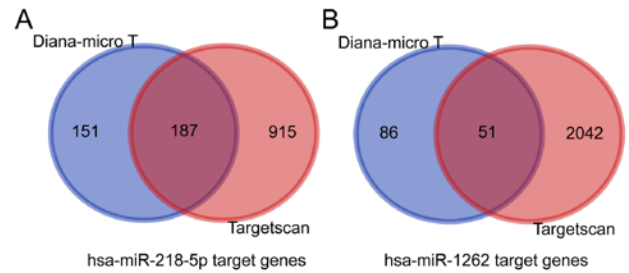 A
Diana-micro T
151
187
915
Targetscan
hsa-miR-218-5p target genes
B
Diana-micro T
86
51
2042
Targetscan
hsa-miR-1262 target genes